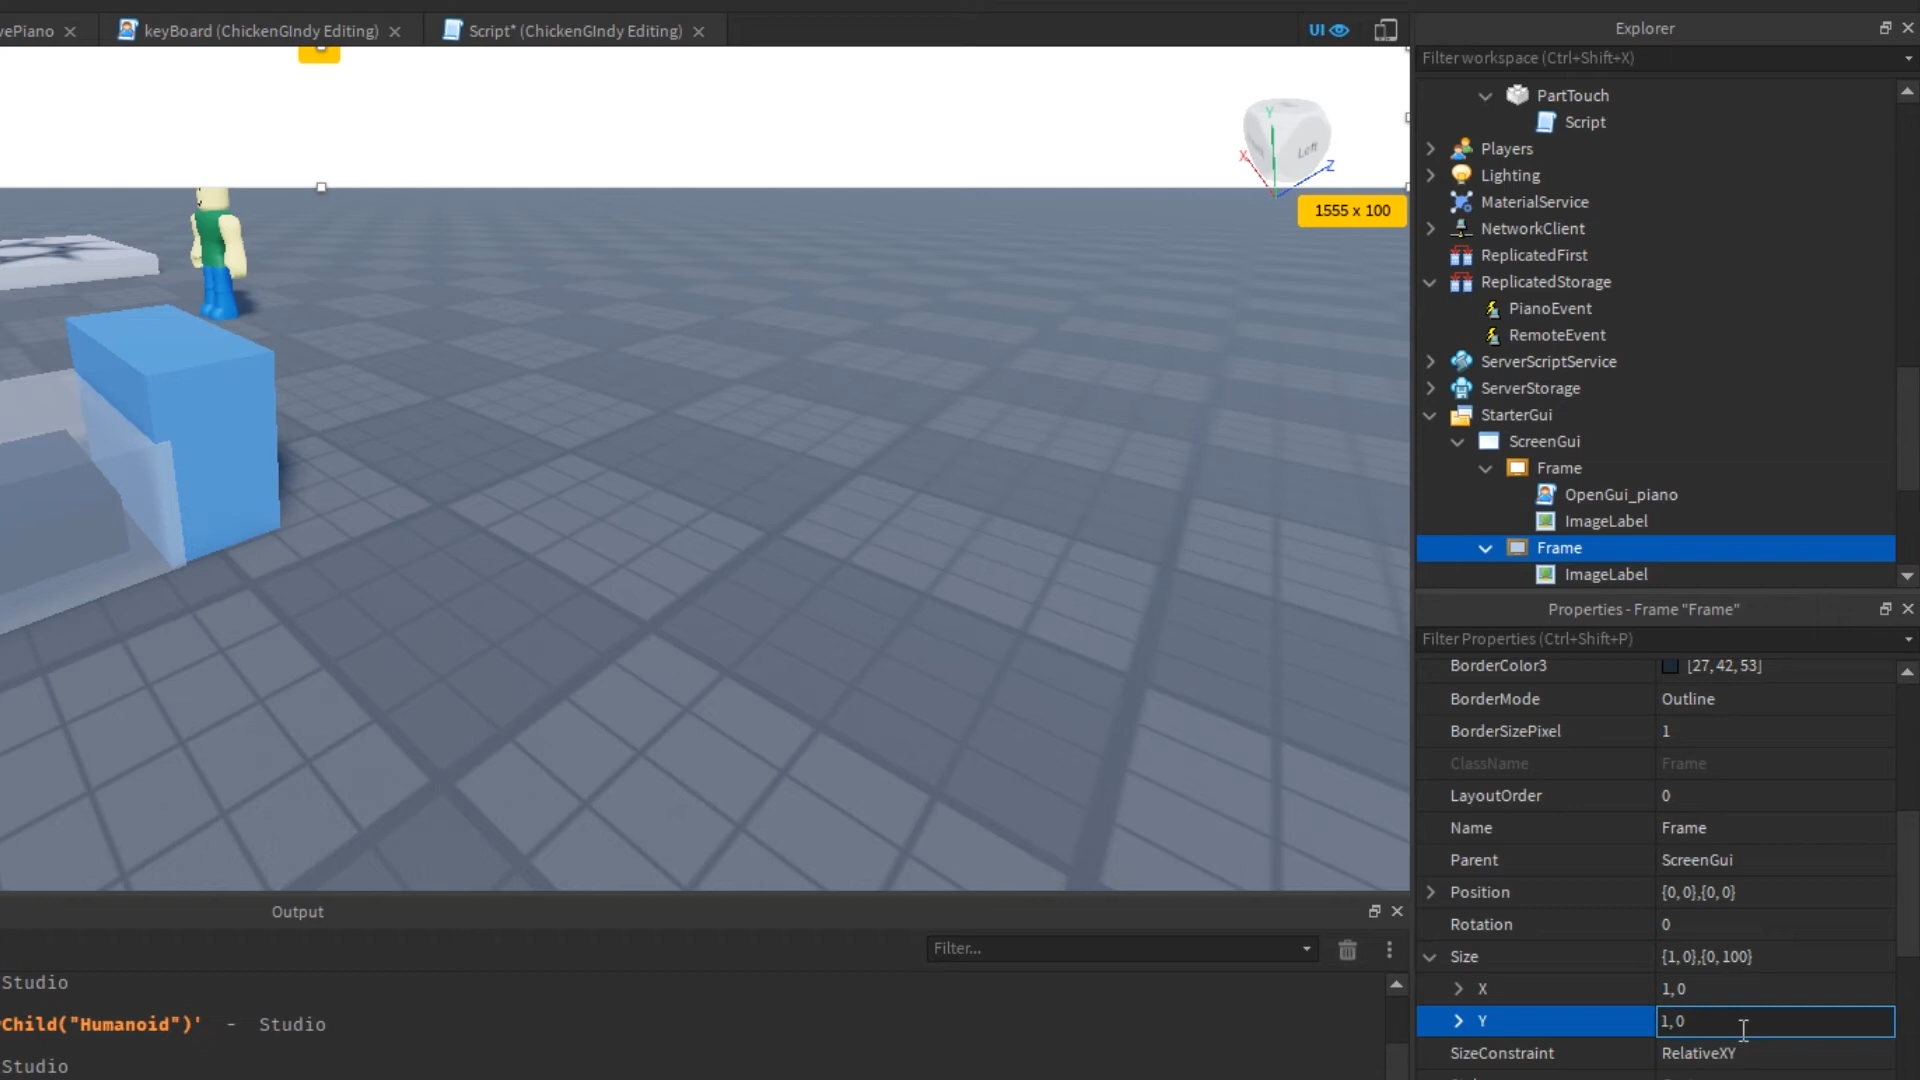 vePiano
keyBoard (ChickenGIndy Editing)
Script* (ChickenGIndy Editing)
UI
Y
X
Z
Left
1555 x 100
Explorer
Filter workspace (Ctrl+Shift+X)
PartTouch
Script
Players
Lighting
MaterialService
NetworkClient
ReplicatedFirst
ReplicatedStorage
PianoEvent
RemoteEvent
ServerScriptService
ServerStorage
StarterGui
ScreenGui
Frame
OpenGui_piano
ImageLabel
Frame
ImageLabel
Properties - Frame "Frame"
Filter Properties (Ctrl+Shift+P)
BorderColor3 [27, 42, 53]
BorderMode Outline
BorderSizePixel 1
ClassName Frame
LayoutOrder 0
Name Frame
Parent ScreenGui
Position {0, 0},{0, 0}
Rotation 0
Size {1, 0},{0, 100}
X 1, 0
Y 1, 0
SizeConstraint RelativeXY
Output
Filter...
Studio
Child("Humanoid")' - Studio
Studio